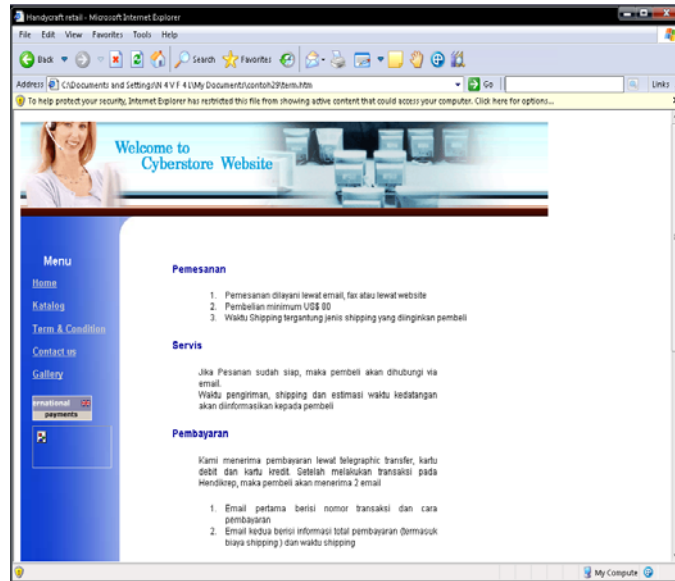 Handycraft retail - Microsoft Internet Explorer
File Edit View Favorites Tools Help
Back Search Favorites
Address C:\Documents and Settings\N 4 V F 4 L\My Documents\contoh29\term.htm Go Links
To help protect your security, Internet Explorer has restricted this file from showing active content that could access your computer. Click here for options...
Welcome to
Cyberstore Website
Menu
Home
Katalog
Term & Condition
Contact us
Gallery
ernational
payments
Pemesanan
1. Pemesanan dilayani lewat email, fax atau lewat website
2. Pembelian minimum US$ 80
3. Waktu Shipping tergantung jenis shipping yang diinginkan pembeli
Servis
Jika Pesanan sudah siap, maka pembeli akan dihubungi via
email.
Waktu pengiriman, shipping dan estimasi waktu kedatangan
akan diinformasikan kepada pembeli
Pembayaran
Kami menerima pembayaran lewat telegraphic transfer, kartu
debit dan kartu kredit. Setelah melakukan transaksi pada
Hendikrep, maka pembeli akan menerima 2 email
1. Email pertama berisi nomor transaksi dan cara
pembayaran
2. Email kedua berisi informasi total pembayaran (termasuk
biaya shipping ) dan waktu shipping
My Compute